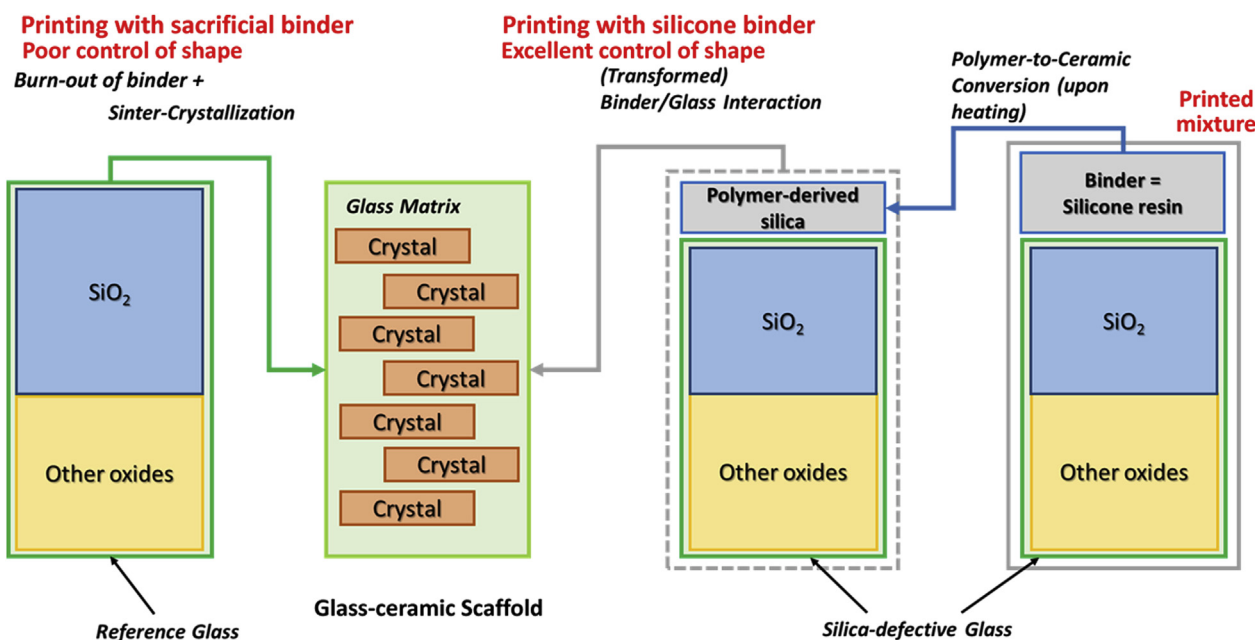 Printing with sacrificial binder
Poor control of shape
Burn-out of binder +
Sinter-Crystallization
Printing with silicone binder
Excellent control of shape
(Transformed)
Binder/Glass Interaction
Polymer-to-Ceramic
Conversion (upon
heating)
Printed
mixture
SiO₂
Other oxides
Reference Glass
Glass Matrix
Crystal
Crystal
Crystal
Crystal
Crystal
Crystal
Crystal
Glass-ceramic Scaffold
Polymer-derived
silica
SiO₂
Other oxides
Binder =
Silicone resin
SiO₂
Other oxides
Silica-defective Glass